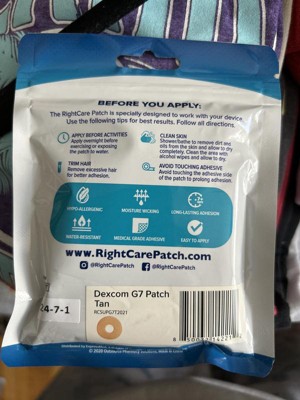 BEFORE YOU APPLY:
The RightCare Patch is specially designed to work with your device.
Use the following tips for best results. Follow all directions.
APPLY BEFORE ACTIVITIES
Apply overnight before
exercising or exposing
the patch to water.
CLEAN SKIN
Shower/bathe to remove dirt and
oils from the skin and allow to dry
completely. Clean the area with
alcohol wipes and allow to dry.
TRIM HAIR
Remove excessive hair
for better adhesion.
AVOID TOUCHING ADHESIVE
Avoid touching the adhesive side
of the patch for prolong adhesion.
HYPO-ALLERGENIC
MOISTURE WICKING
LONG-LASTING ADHESION
WATER-RESISTANT
MEDICAL GRADE ADHESIVE
EASY TO APPLY
www.RightCarePatch.com
@RightCarePatch
@RightCarePatch
Dexcom G7 Patch
Tan
24-7-1